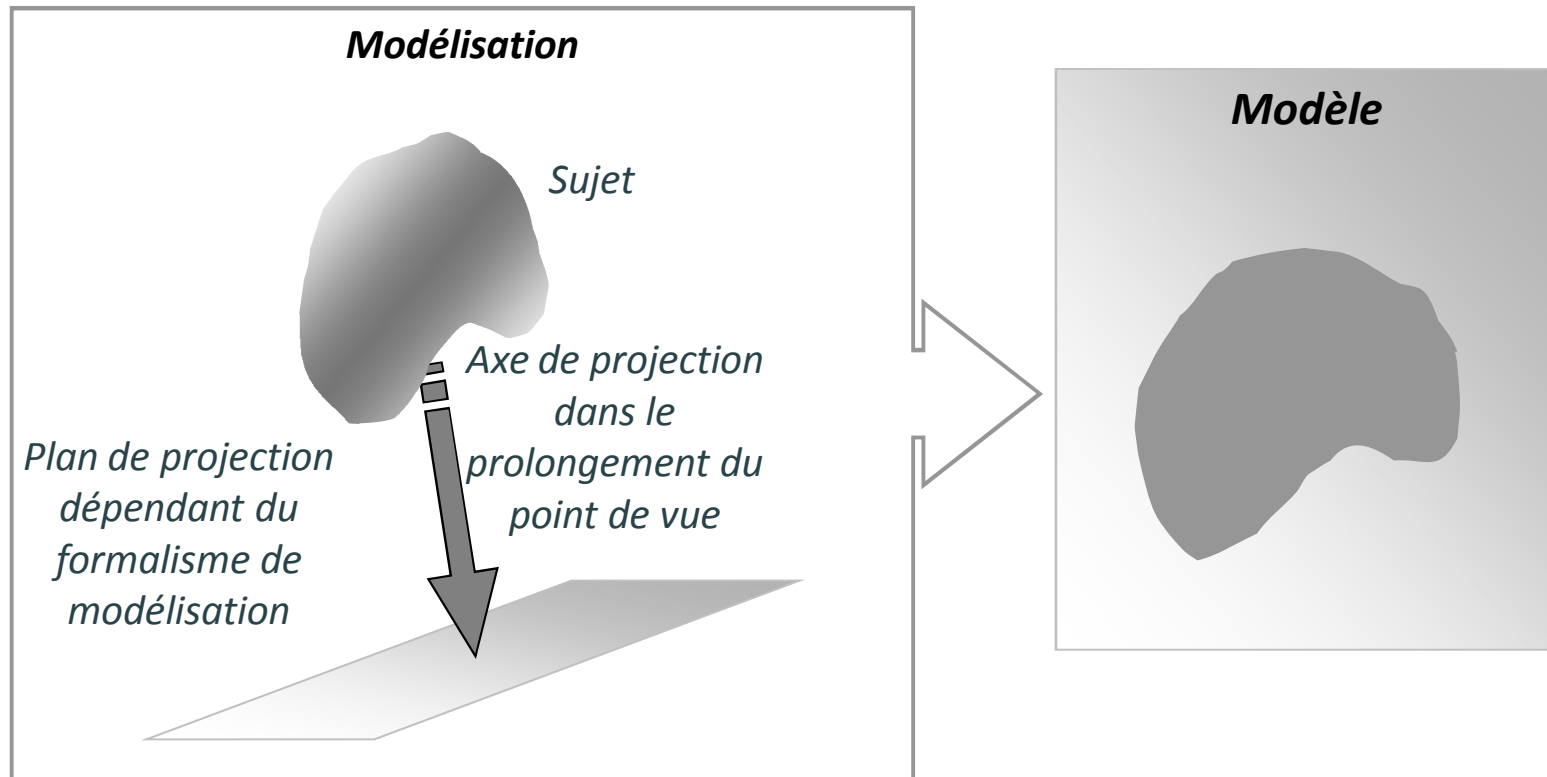 Modélisation
Sujet
Axe de projection
dans le
prolongement du
point de vue
Plan de projection
dépendant du
formalisme de
modélisation
Modèle